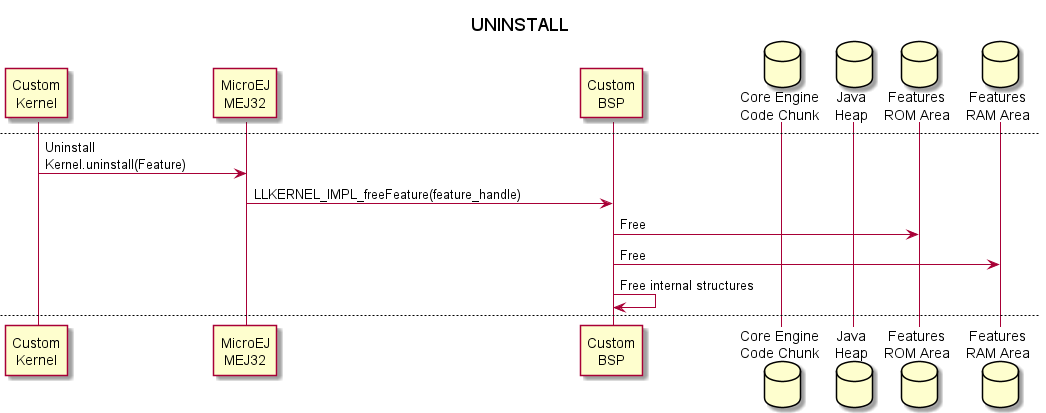 UNINSTALL
Custom
Kernel
MicroEJ
MEJ32
Custom
BSP
Core Engine
Code Chunk
Java
Heap
Features
ROM Area
Features
RAM Area
Uninstall
Kernel.uninstall(Feature)
LLKERNEL_IMPL_freeFeature(feature_handle)
Free
Free
Free internal structures
Custom
Kernel
MicroEJ
MEJ32
Custom
BSP
Core Engine
Code Chunk
Java
Heap
Features
ROM Area
Features
RAM Area